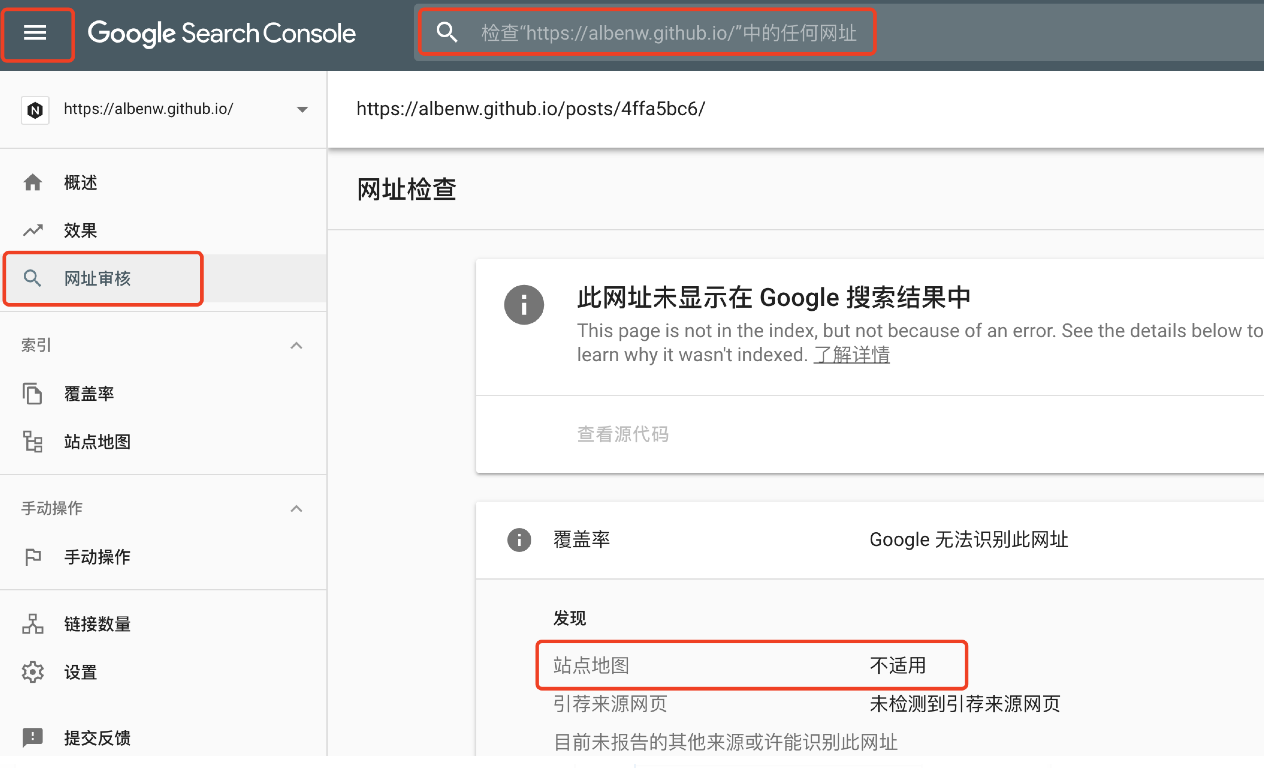 Google Search Console
检查“https://albenw.github.io/”中的任何网址
https://albenw.github.io/
https://albenw.github.io/posts/4ffa5bc6/
概述
效果
网址审核
索引
覆盖率
站点地图
手动操作
手动操作
链接数量
设置
提交反馈
网址检查
此网址未显示在 Google 搜索结果中
This page is not in the index, but not because of an error. See the details below to
learn why it wasn't indexed. 了解详情
查看源代码
覆盖率 Google 无法识别此网址
发现
站点地图 不适用
引荐来源网页 未检测到引荐来源网页
目前未报告的其他来源或许能识别此网址